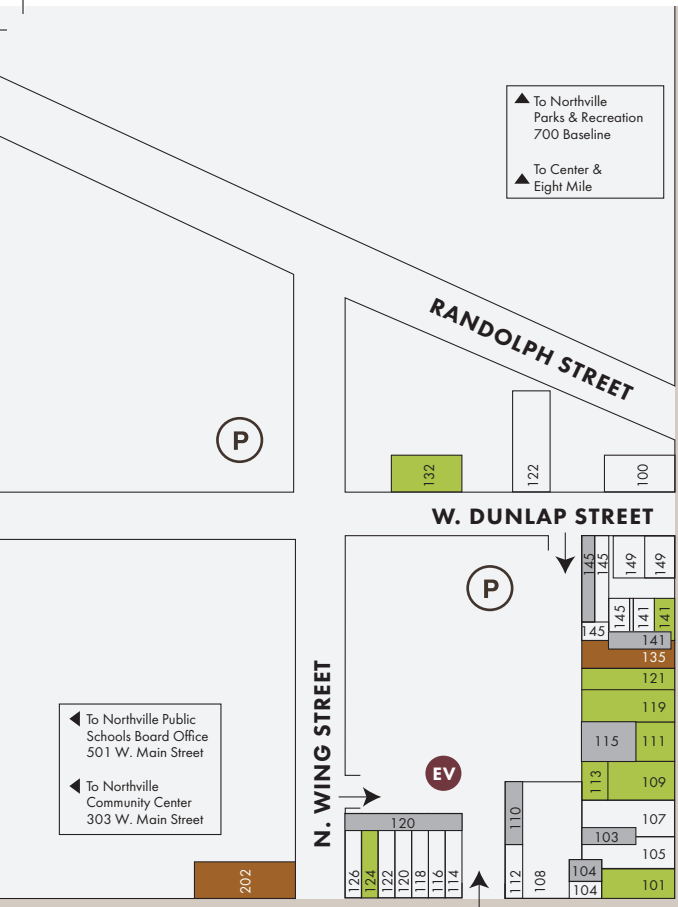 To Northville
Parks & Recreation
700 Baseline
To Center &
Eight Mile
RANDOLPH STREET
P
132
122
100
W. DUNLAP STREET
P
145
145
149
149
145
141
141
145
141
135
121
119
115
111
113
109
107
103
105
104
104
101
N. WING STREET
EV
To Northville Public
Schools Board Office
501 W. Main Street
To Northville
Community Center
303 W. Main Street
202
120
126
124
122
120
118
116
114
110
112
108